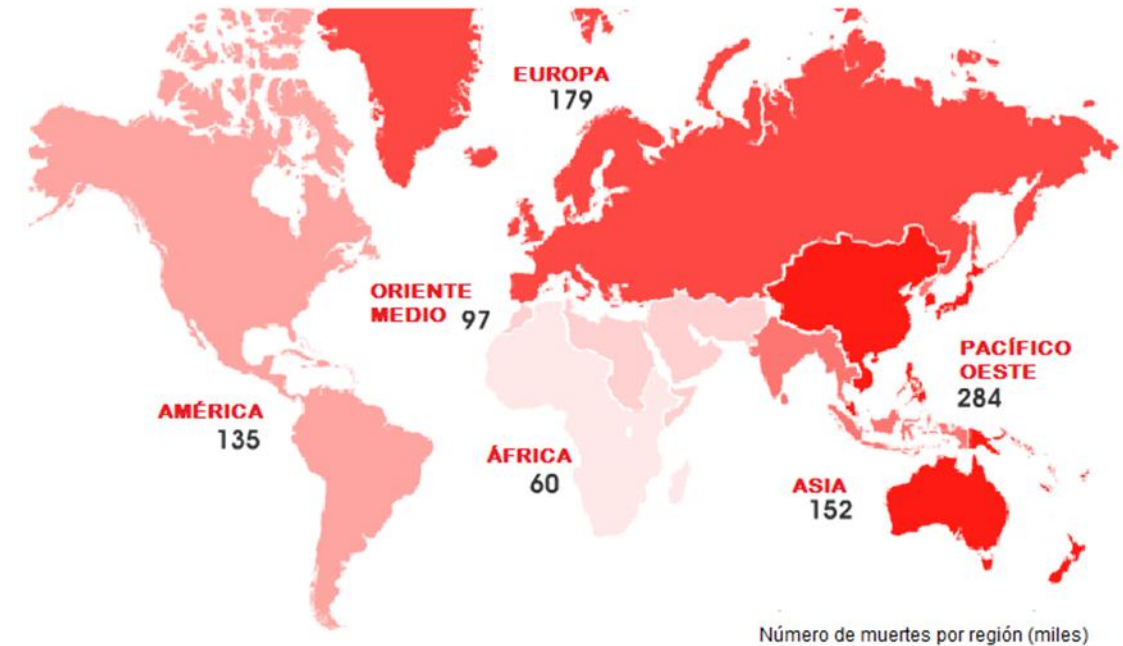 EUROPA
179
ORIENTE
MEDIO 97
PACÍFICO
OESTE
284
AMÉRICA
135
ÁFRICA
60
ASIA
152
Número de muertes por región (miles)